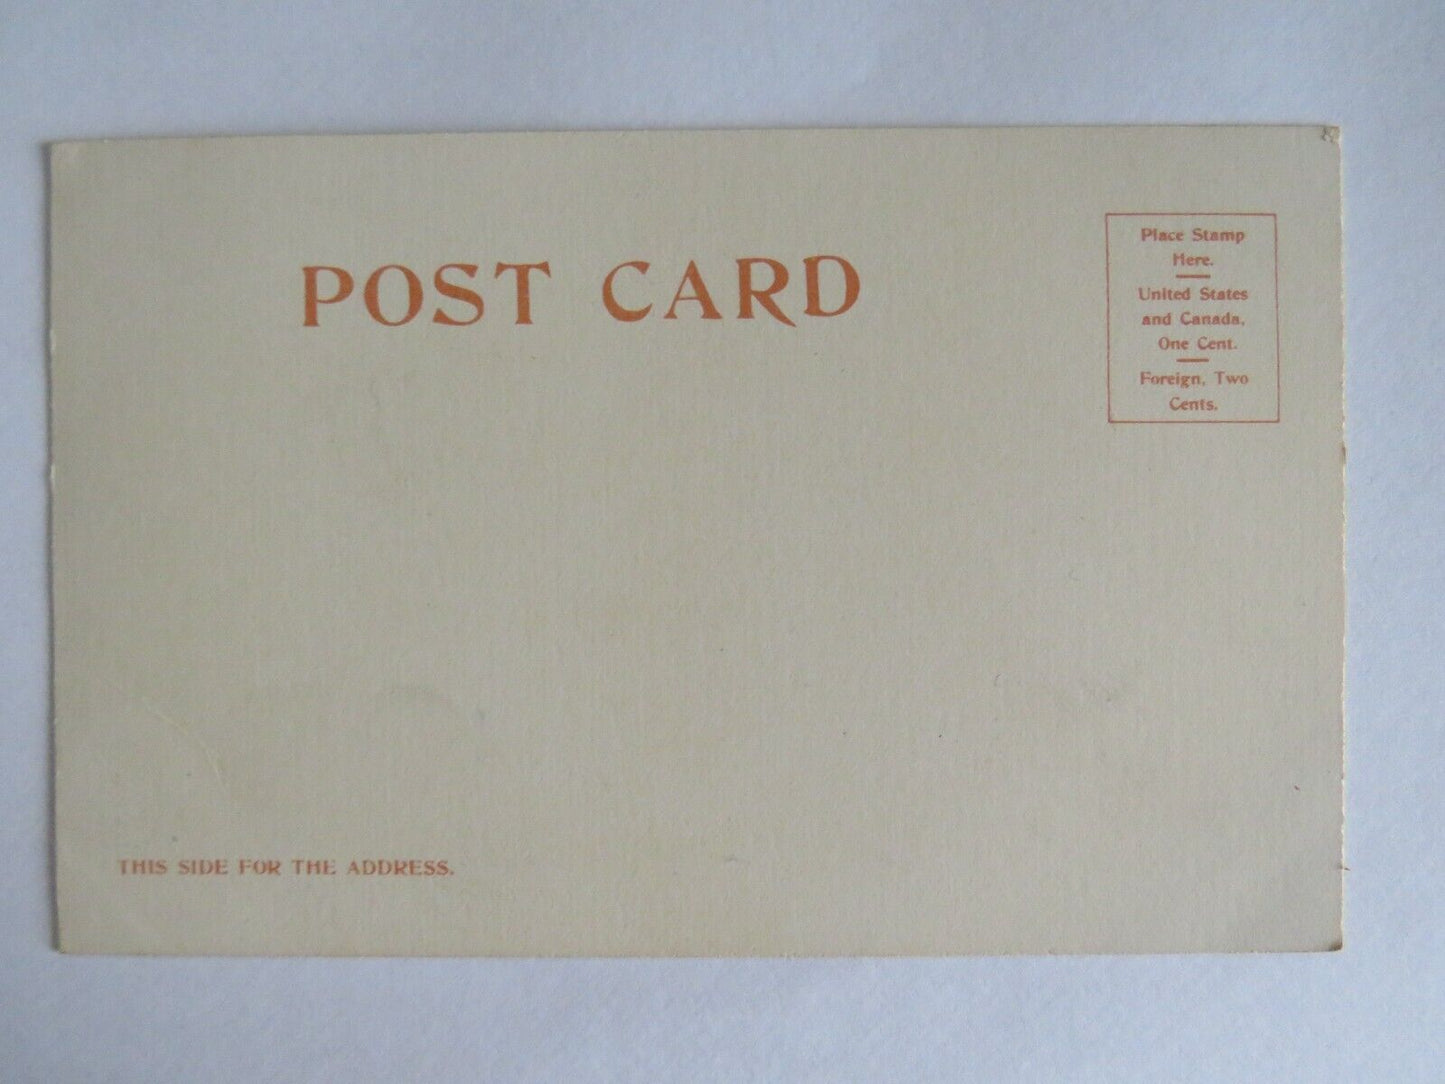 POST CARD
Place Stamp
Here.
United States
and Canada,
One Cent.
Foreign, Two
Cents.
THIS SIDE FOR THE ADDRESS.